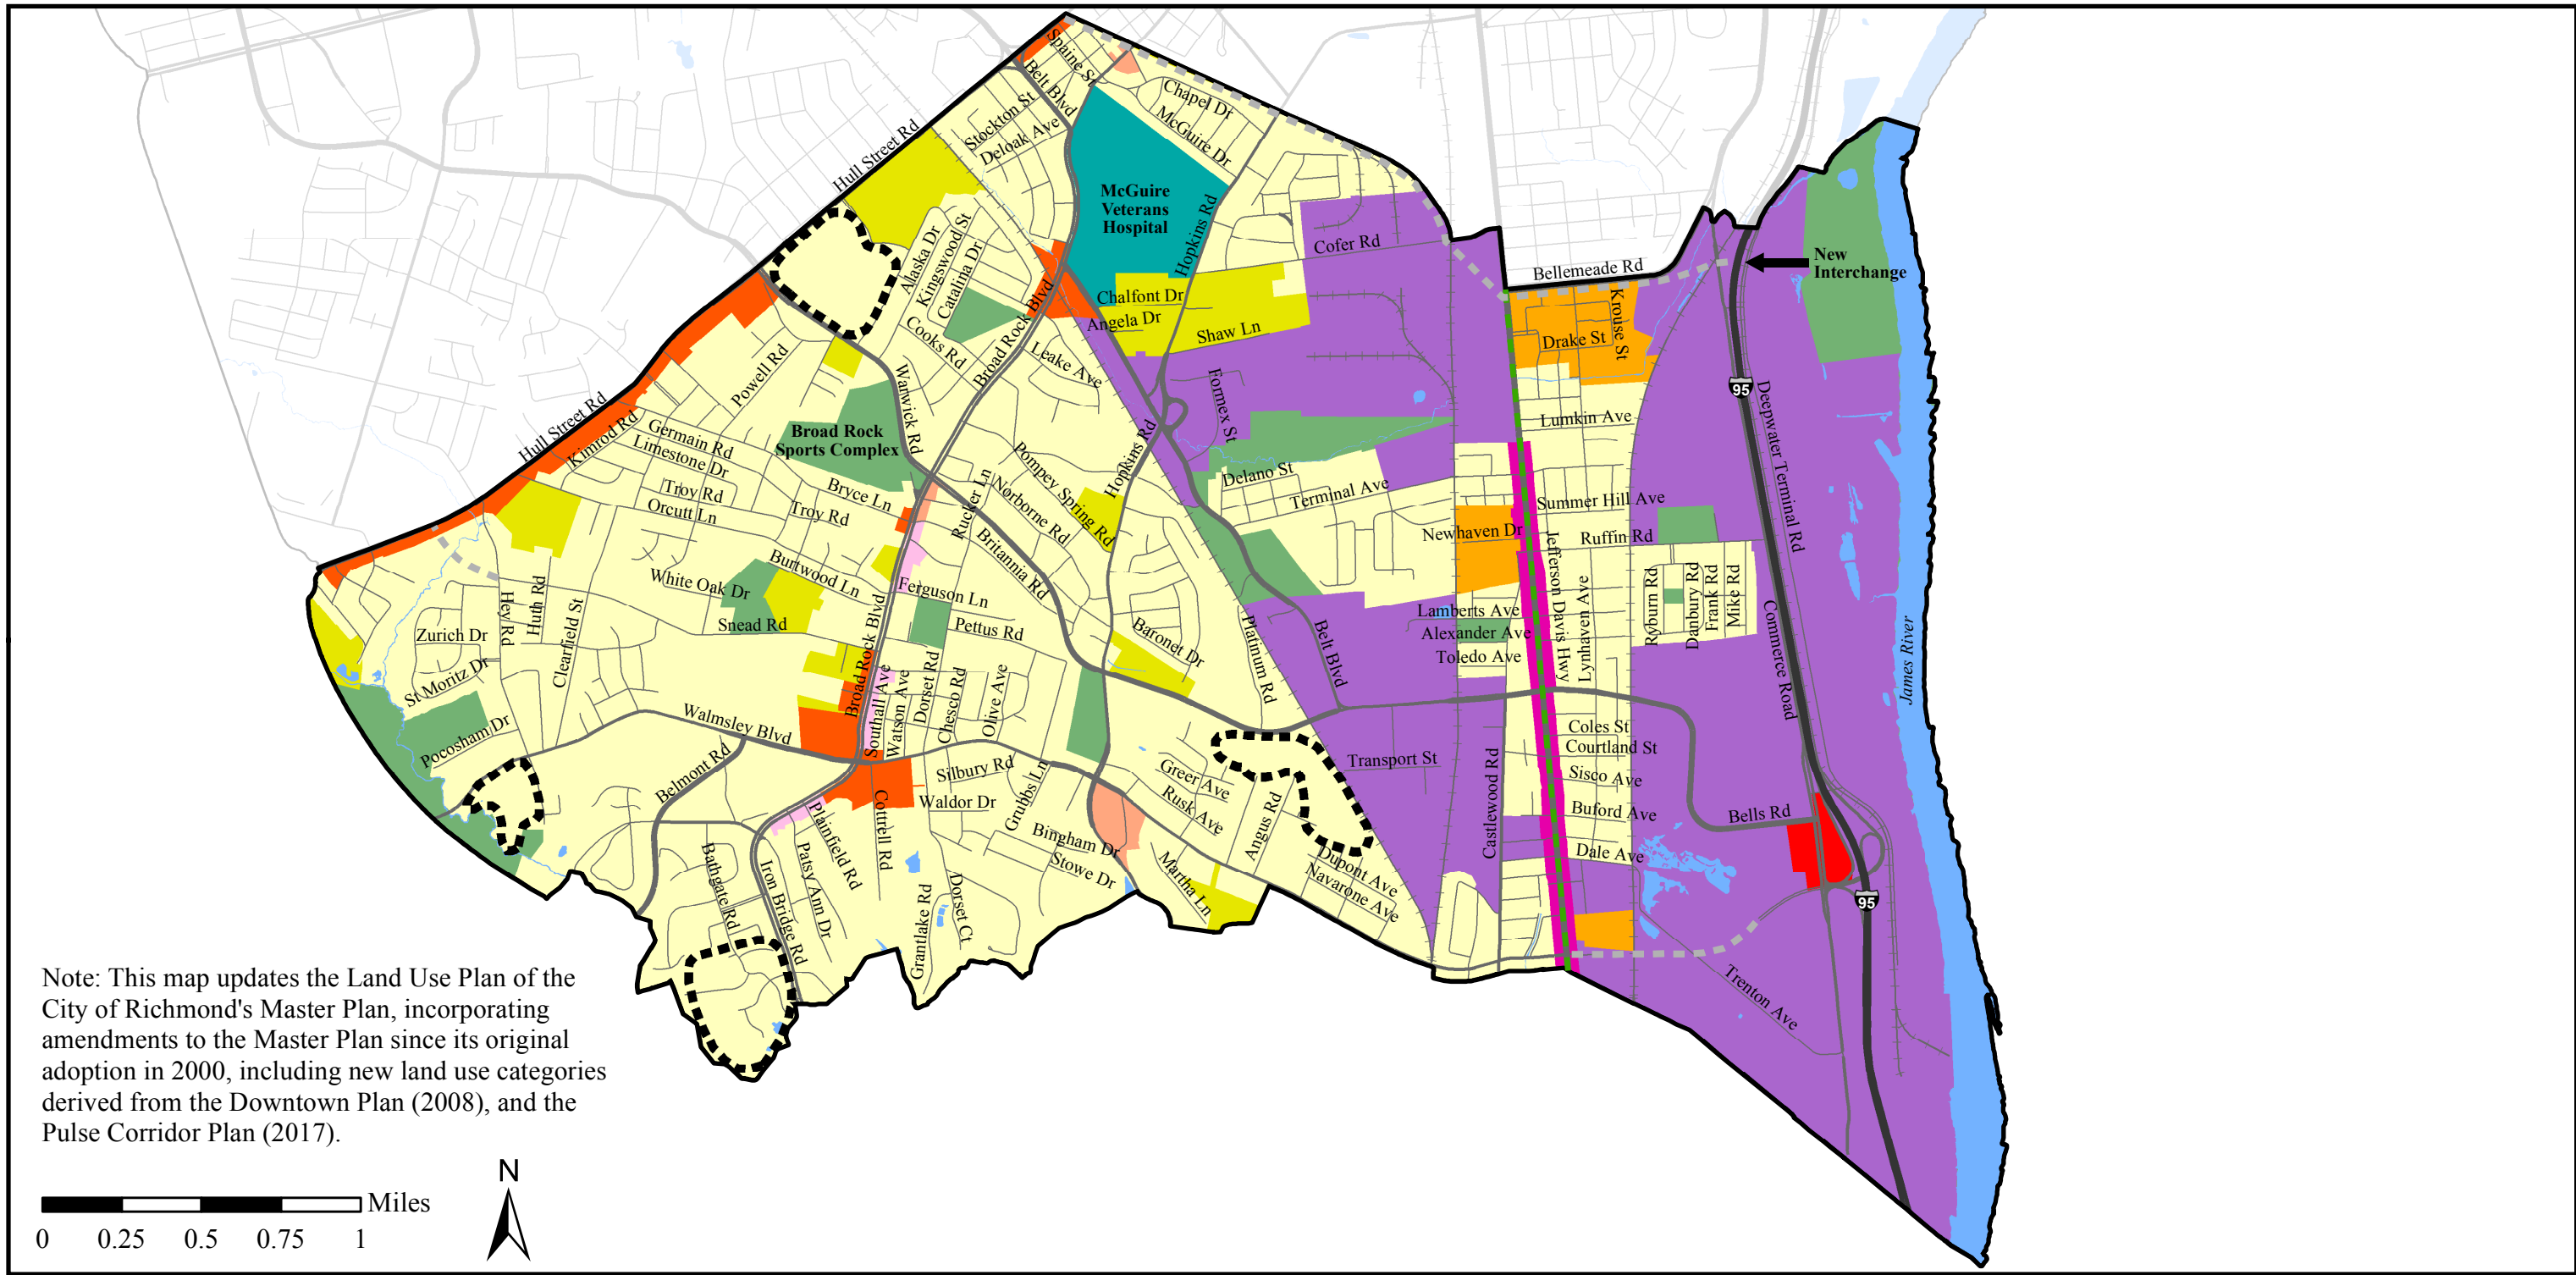 Spaine St
Belt Blvd
Chapel Dr
McGuire Dr
Stockton St
Deloak Ave
Hull Street Rd
McGuire
Veterans
Hospital
Hopkins Rd
Alaska Dr
Kingswood St
Catalina Dr
Cofer Rd
Bellemeade Rd
New
Interchange
Chalfont Dr
Angela Dr
Shaw Ln
Broad Rock Blvd
Cooks Rd
Leake Ave
Krouse St
Drake St
95
Powell Rd
Warwick Rd
Formex St
Deepwater Terminal Rd
Hull Street Rd
Kimrod Rd
Germain Rd
Limestone Dr
Broad Rock
Sports Complex
Lumkin Ave
Hopkins Rd
Pompey Spring Rd
Delano St
Terminal Ave
Troy Rd
Orcutt Ln
Bryce Ln
Troy Rd
Rucker Ln
Norborne Rd
Britannia Rd
Summer Hill Ave
Newhaven Dr
Ruffin Rd
Jefferson Davis Hwy
Burtwood Ln
White Oak Dr
Ferguson Ln
Hey Rd
Huth Rd
Clearfield St
Snead Rd
Pettus Rd
Zurich Dr
St Moritz Dr
Baronet Dr
Platinum Rd
Belt Blvd
Lamberts Ave
Alexander Ave
Toledo Ave
Lynhaven Ave
Ryburn Rd
Danbury Rd
Frank Rd
Mike Rd
Commerce Road
James River
Broad Rock Blvd
Southall Ave
Watson Ave
Dorset Rd
Chesco Rd
Olive Ave
Walmsley Blvd
Pocosham Dr
Belmont Rd
Coles St
Courtland St
Sisco Ave
Buford Ave
Dale Ave
Bells Rd
Transport St
Castlewood Rd
Silbury Rd
Waldor Dr
Grubbs Ln
Greer Ave
Rusk Ave
Angus Rd
Bingham Dr
Stowe Dr
Martha Ln
Dupont Ave
Navarone Ave
Plainfield Rd
Cottrell Rd
Patsy Ann Dr
Iron Bridge Rd
Bathgate Rd
Grantlake Rd
Dorset Ct
95
Trenton Ave
Note: This map updates the Land Use Plan of the
City of Richmond's Master Plan, incorporating
amendments to the Master Plan since its original
adoption in 2000, including new land use categories
derived from the Downtown Plan (2008), and the
Pulse Corridor Plan (2017).
N
Miles
0 0.25 0.5 0.75 1